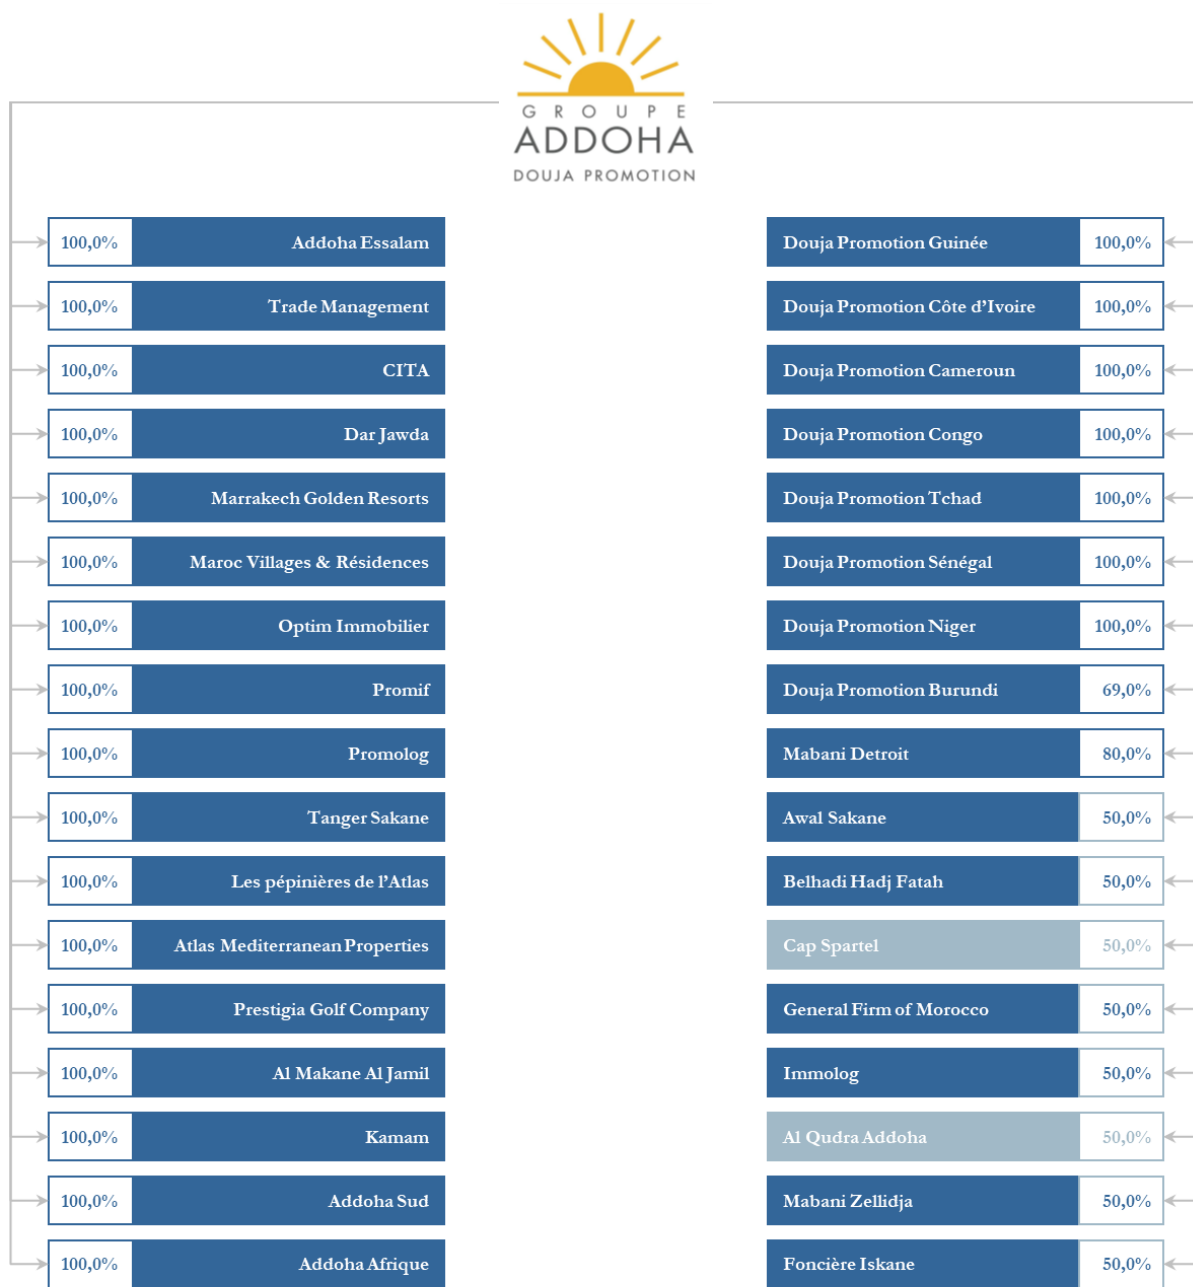 GROUPE
ADDOHA
DOUJA PROMOTION
100,0% Addoha Essalam
100,0% Trade Management
100,0% CITA
100,0% Dar Jawda
100,0% Marrakech Golden Resorts
100,0% Maroc Villages & Résidences
100,0% Optim Immobilier
100,0% Promif
100,0% Promolog
100,0% Tanger Sakane
100,0% Les pépinières de l’Atlas
100,0% Atlas Mediterranean Properties
100,0% Prestigia Golf Company
100,0% Al Makane Al Jamil
100,0% Kamam
100,0% Addoha Sud
100,0% Addoha Afrique
Douja Promotion Guinée 100,0%
Douja Promotion Côte d’Ivoire 100,0%
Douja Promotion Cameroun 100,0%
Douja Promotion Congo 100,0%
Douja Promotion Tchad 100,0%
Douja Promotion Sénégal 100,0%
Douja Promotion Niger 100,0%
Douja Promotion Burundi 69,0%
Mabani Detroit 80,0%
Awal Sakane 50,0%
Belhadi Hadj Fatah 50,0%
Cap Spartel 50,0%
General Firm of Morocco 50,0%
Immolog 50,0%
Al Qudra Addoha 50,0%
Mabani Zellidja 50,0%
Foncière Iskane 50,0%